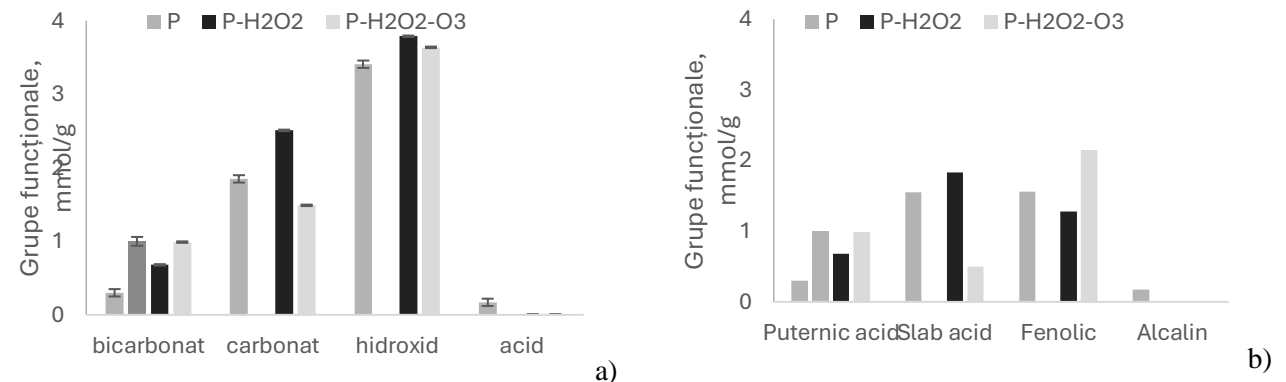 P P-H2O2 P-H2O2-O3
Grupe funcționale,
mmol/g
4
3
2
1
0
bicarbonat carbonat hidroxid acid
a)
P P-H2O2 P-H2O2-O3
Grupe funcționale,
mmol/g
4
3
2
1
0
Puternic acid Slab acid Fenolic Alcalin
b)